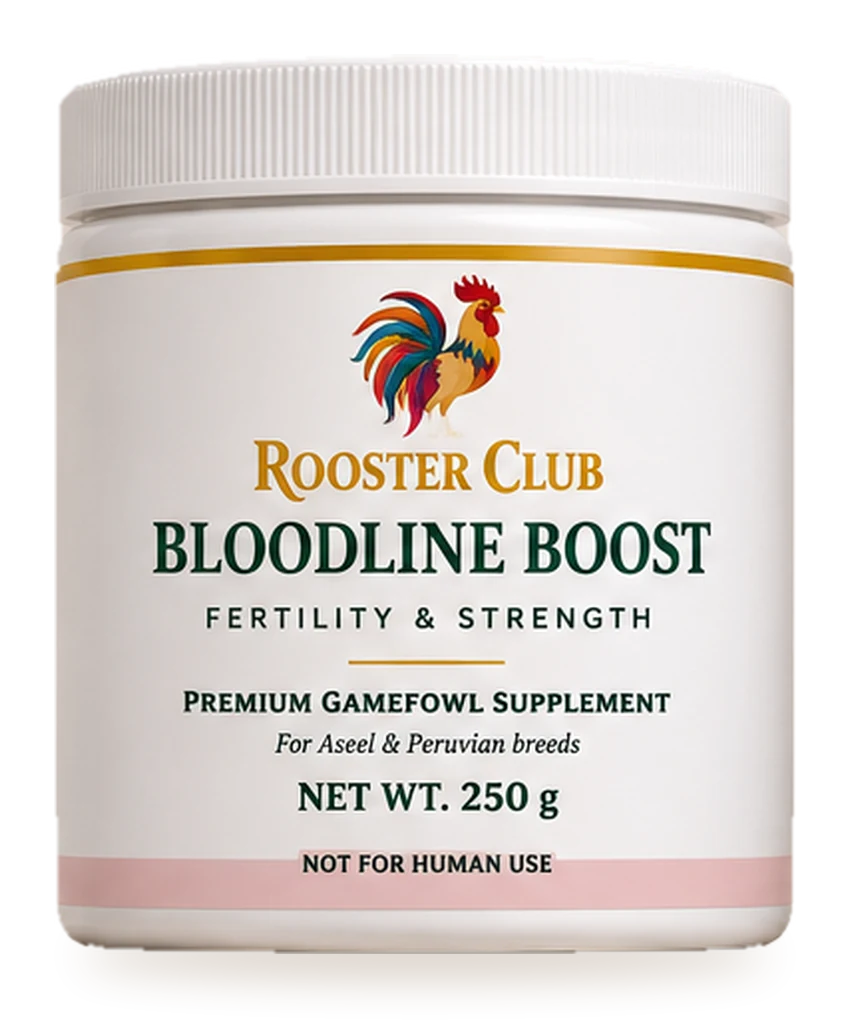 ROOSTER CLUB
BLOODLINE BOOST
FERTILITY & STRENGTH
PREMIUM GAMEFOWL SUPPLEMENT
For Aseel & Peruvian breeds
NET WT. 250 g
NOT FOR HUMAN USE